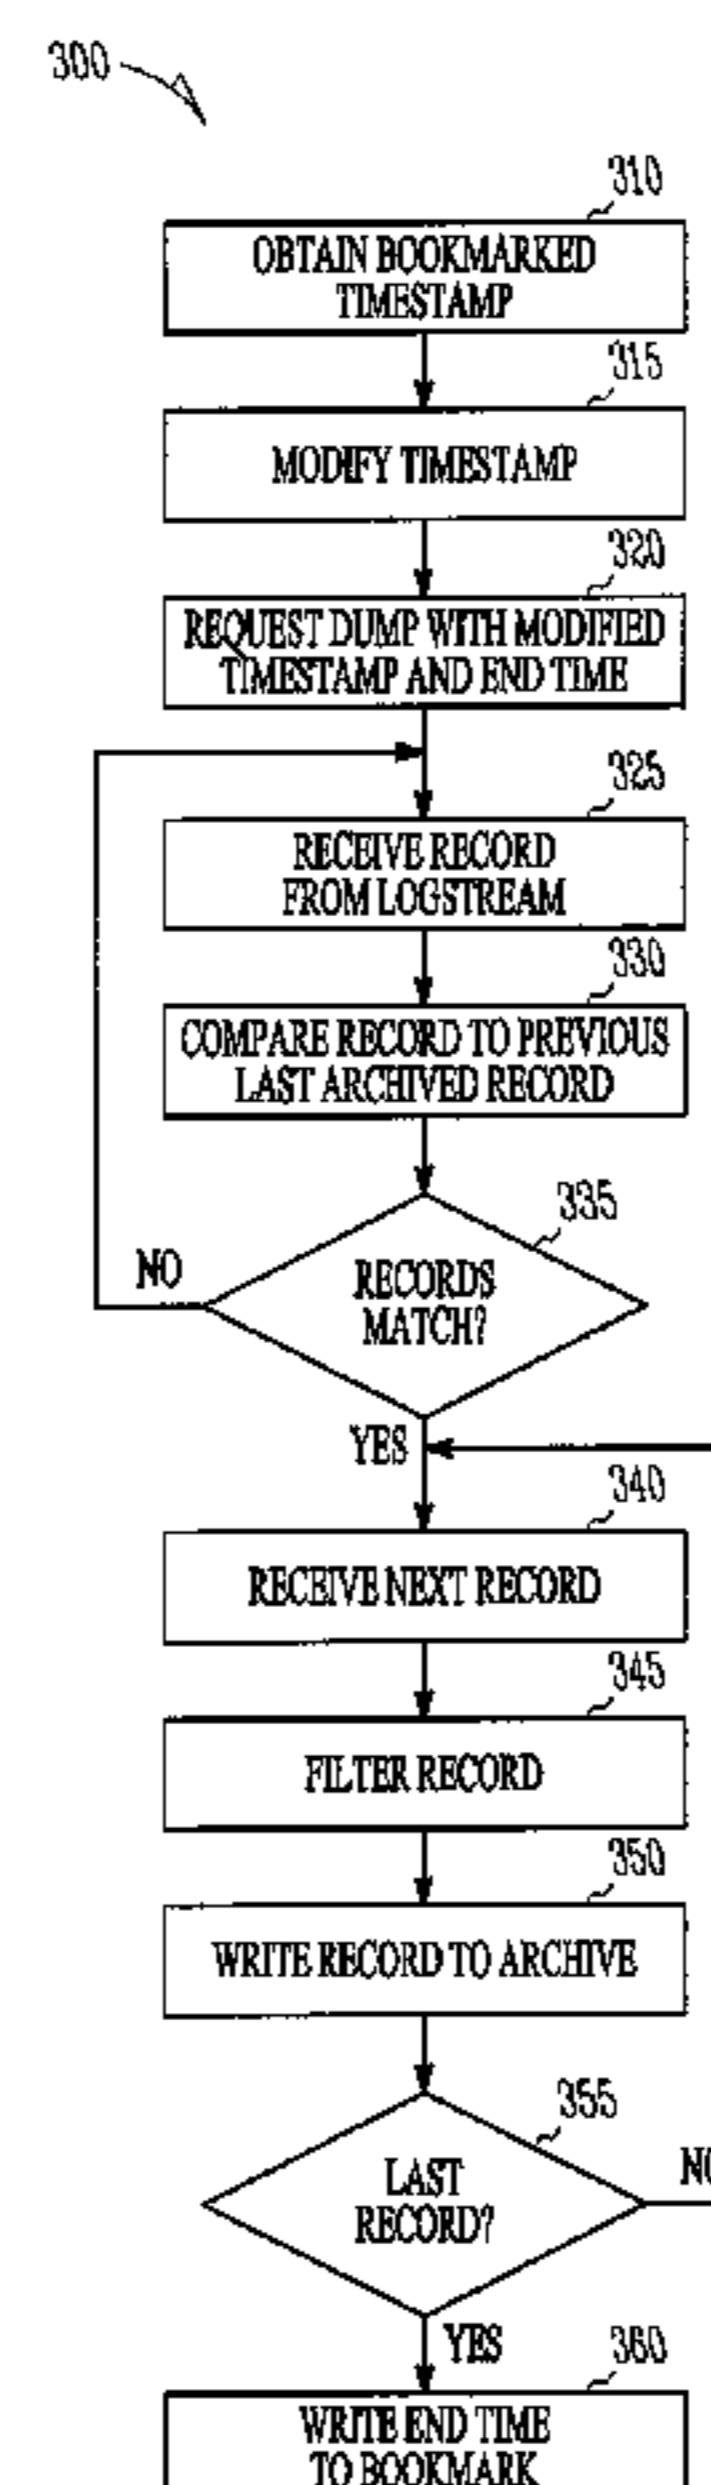 300
310
OBTAIN BOOKMARKED
TIMESTAMP
315
MODIFY TIMESTAMP
320
REQUEST DUMP WITH MODIFIED
TIMESTAMP AND END TIME
325
RECEIVE RECORD
FROM LOGSTREAM
330
COMPARE RECORD TO PREVIOUS
LAST ARCHIVED RECORD
335
NO
RECORDS
MATCH?
YES
340
RECEIVE NEXT RECORD
345
FILTER RECORD
350
WRITE RECORD TO ARCHIVE
355
LAST
RECORD?
NO
YES
360
WRITE END TIME
TO BOOKMARK